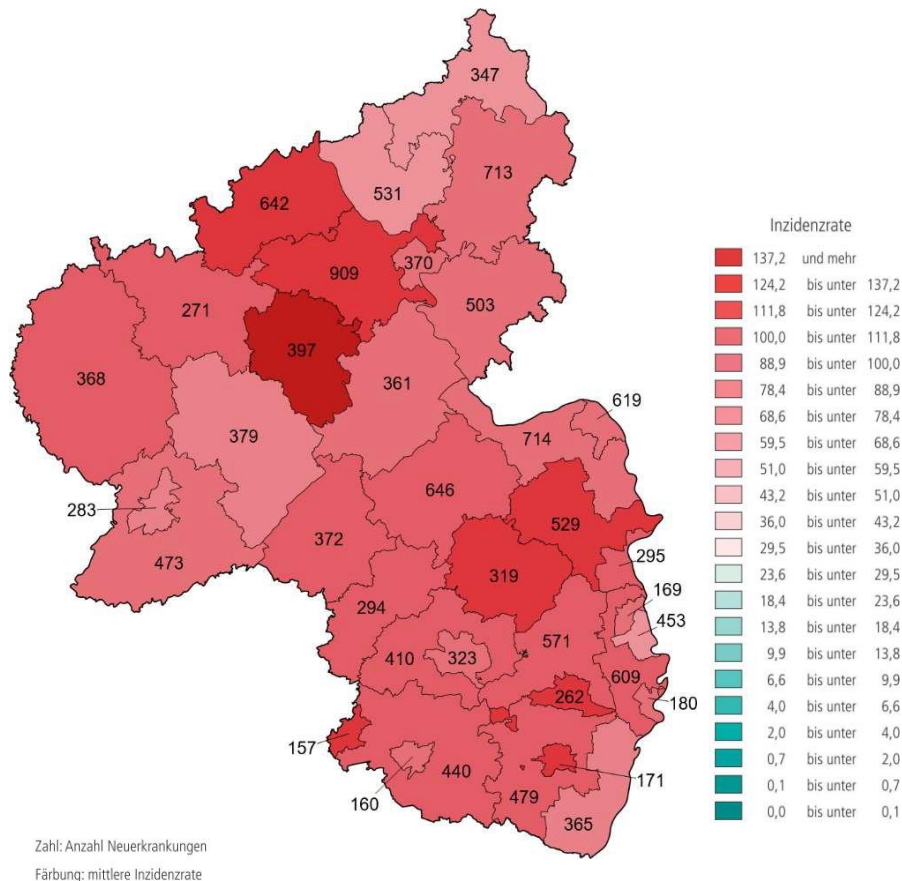 347
713
531
642
370
909
503
271
397
368
361
619
379
714
646
283
529
372
473
295
319
169
294
453
571
410
323
609
262
180
157
440
171
160
479
365
Inzidenzrate
137,2 und mehr
124,2 bis unter 137,2
111,8 bis unter 124,2
100,0 bis unter 111,8
88,9 bis unter 100,0
78,4 bis unter 88,9
68,6 bis unter 78,4
59,5 bis unter 68,6
51,0 bis unter 59,5
43,2 bis unter 51,0
36,0 bis unter 43,2
29,5 bis unter 36,0
23,6 bis unter 29,5
18,4 bis unter 23,6
13,8 bis unter 18,4
9,9 bis unter 13,8
6,6 bis unter 9,9
4,0 bis unter 6,6
2,0 bis unter 4,0
0,7 bis unter 2,0
0,1 bis unter 0,7
0,0 bis unter 0,1
Zahl: Anzahl Neuerkrankungen
Färbung: mittlere Inzidenzrate